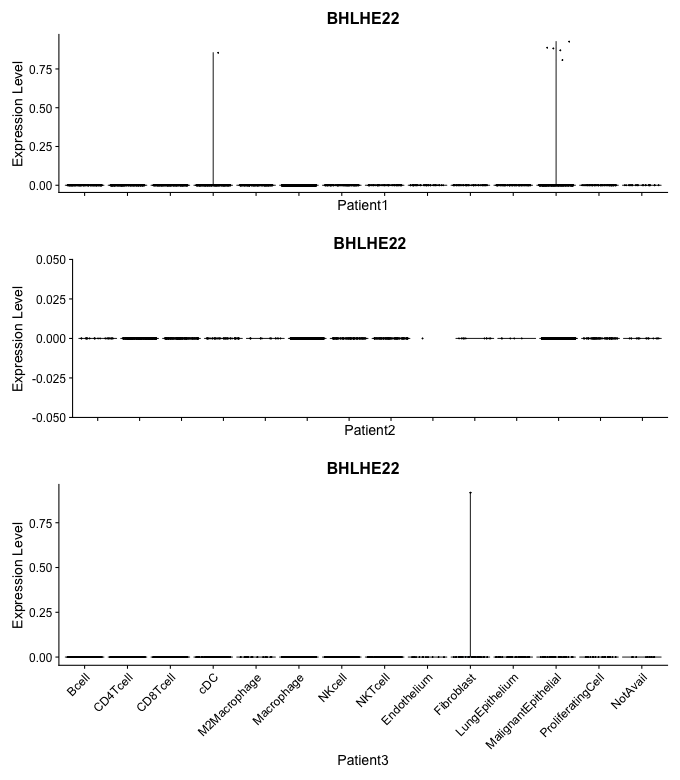 BHLHE22
Expression Level
0.75
0.50
0.25
0.00
Patient1
BHLHE22
Expression Level
0.050
0.025
0.000
-0.025
-0.050
Patient2
BHLHE22
Expression Level
0.75
0.50
0.25
0.00
Bcell
CD4Tcell
CD8Tcell
cDC
M2Macrophage
Macrophage
NKcell
NKTcell
Endothelium
Fibroblast
LungEpithelium
MalignantEpithelial
ProliferatingCell
NotAvail
Patient3